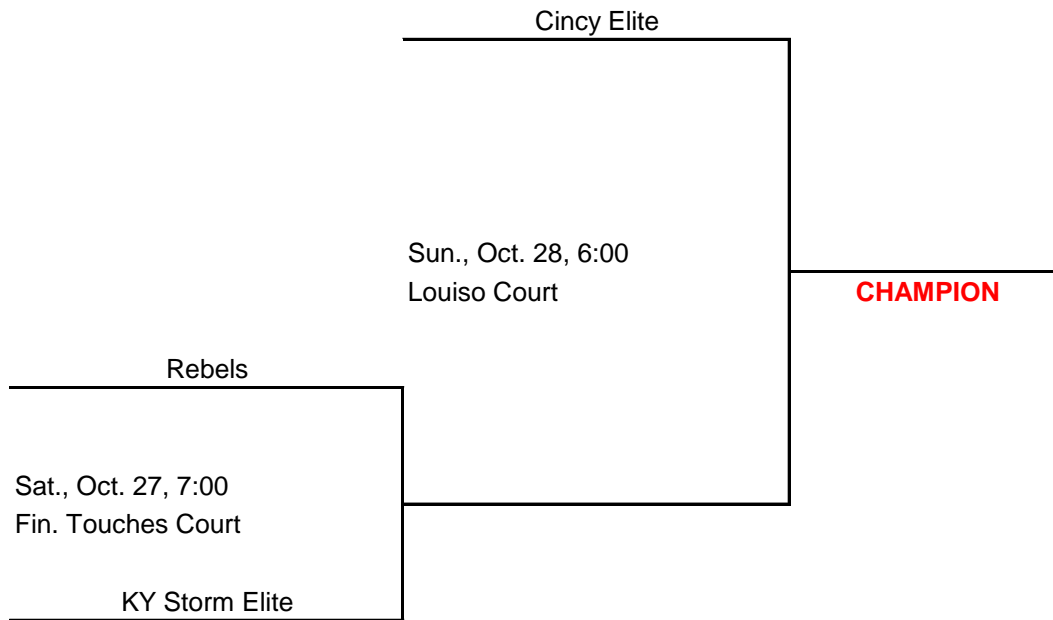 Cincy Elite
Sun., Oct. 28, 6:00
Louiso Court
CHAMPION
Rebels
Sat., Oct. 27, 7:00
Fin. Touches Court
KY Storm Elite